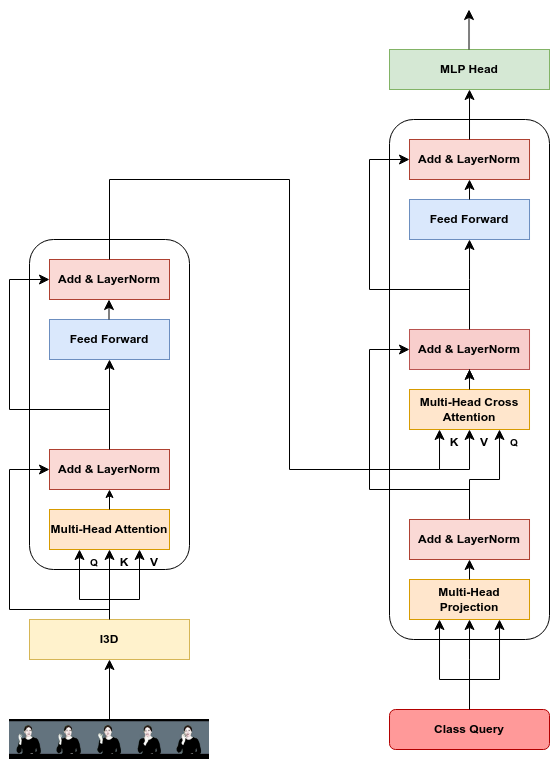 MLP Head
Add & LayerNorm
Feed Forward
Add & LayerNorm
Multi-Head Cross
Attention
K V Q
Add & LayerNorm
Multi-Head
Projection
Class Query
Add & LayerNorm
Feed Forward
Add & LayerNorm
Multi-Head Attention
Q K V
I3D